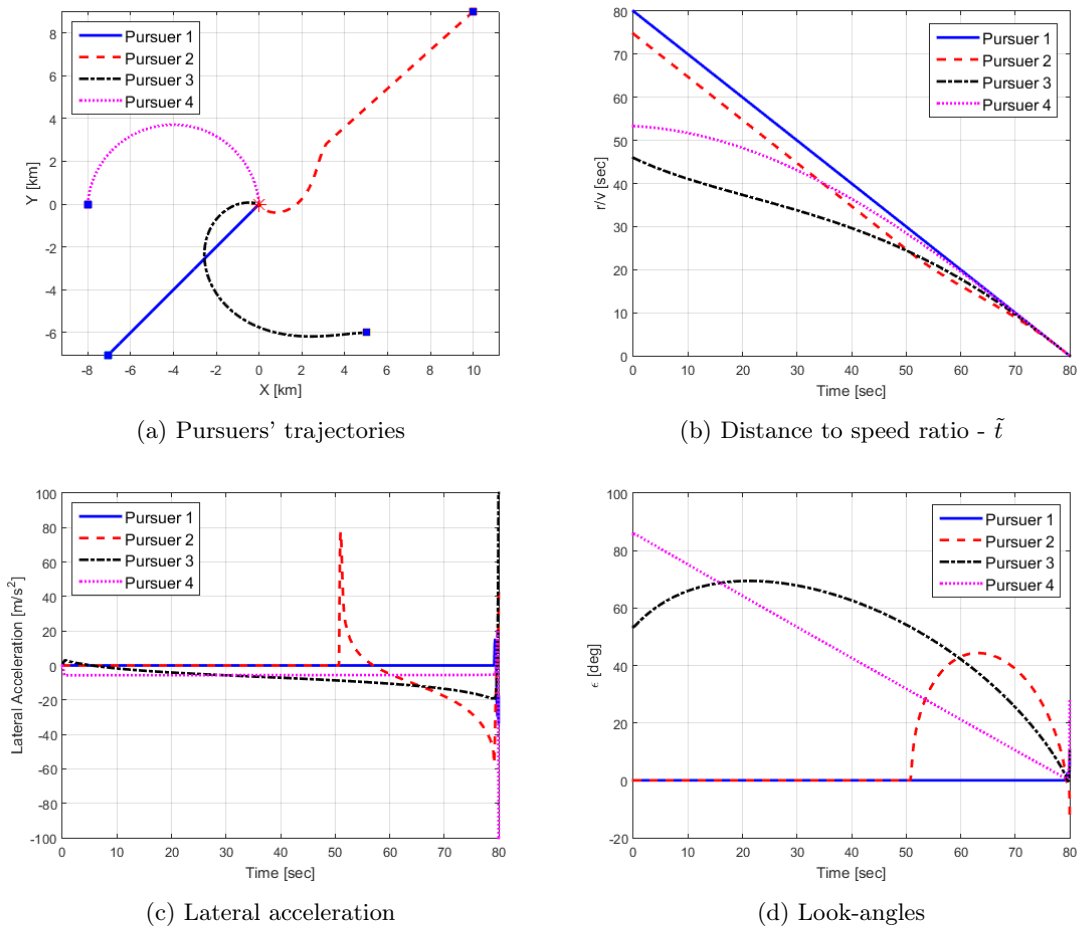 8
6
4
2
0
-2
-4
-6
Y [km]
-8 -6 -4 -2 0 2 4 6 8 10
X [km]
Pursuer 1
Pursuer 2
Pursuer 3
Pursuer 4
(a) Pursuers' trajectories
80
70
60
50
40
30
20
10
0
r/v [sec]
0 10 20 30 40 50 60 70 80
Time [sec]
Pursuer 1
Pursuer 2
Pursuer 3
Pursuer 4
(b) Distance to speed ratio - t̃
100
80
60
40
20
0
-20
-40
-60
-80
-100
Lateral Acceleration [m/s²]
0 10 20 30 40 50 60 70 80
Time [sec]
Pursuer 1
Pursuer 2
Pursuer 3
Pursuer 4
(c) Lateral acceleration
100
80
60
40
20
0
-20
ϵ [deg]
0 10 20 30 40 50 60 70 80
Time [sec]
Pursuer 1
Pursuer 2
Pursuer 3
Pursuer 4
(d) Look-angles